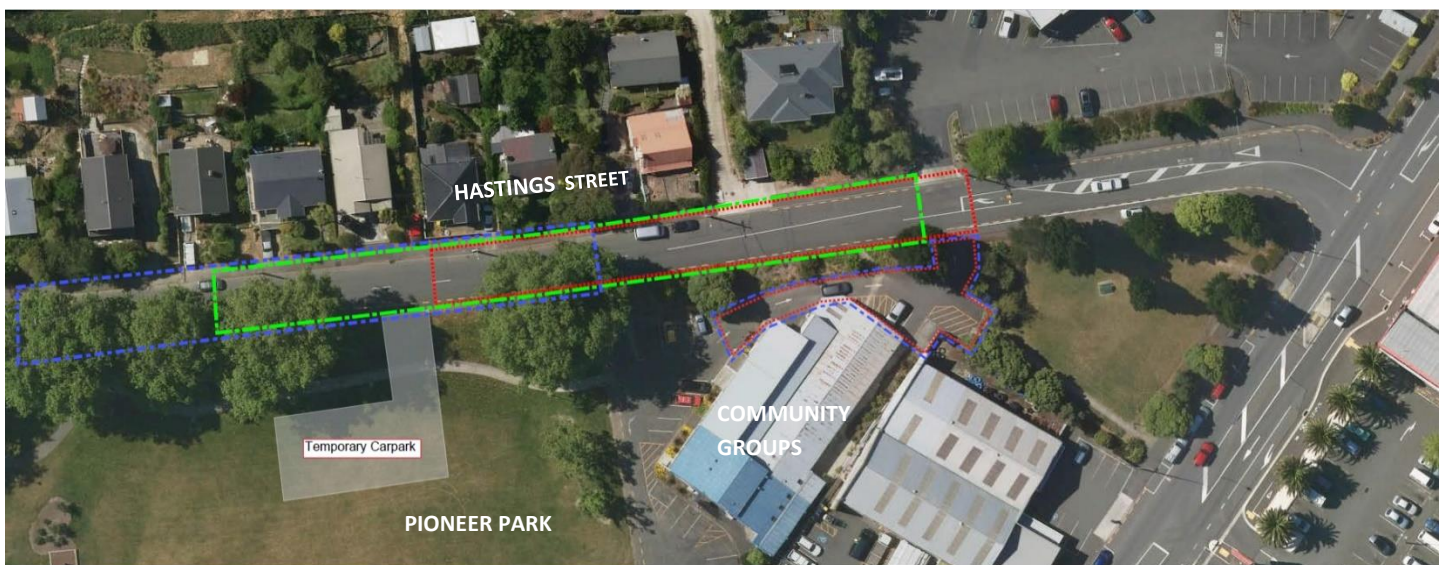 HASTINGS STREET
COMMUNITY
GROUPS
Temporary Carpark
PIONEER PARK